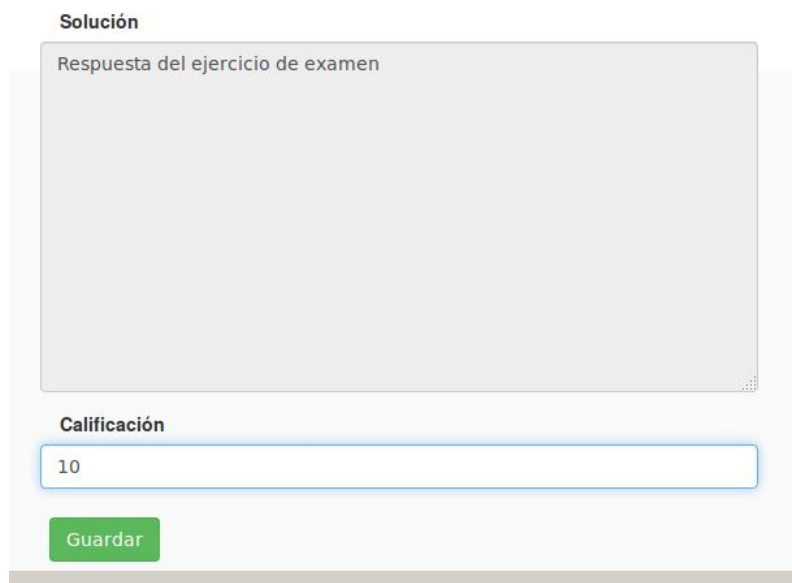 Solución
Respuesta del ejercicio de examen
Calificación
10
Guardar